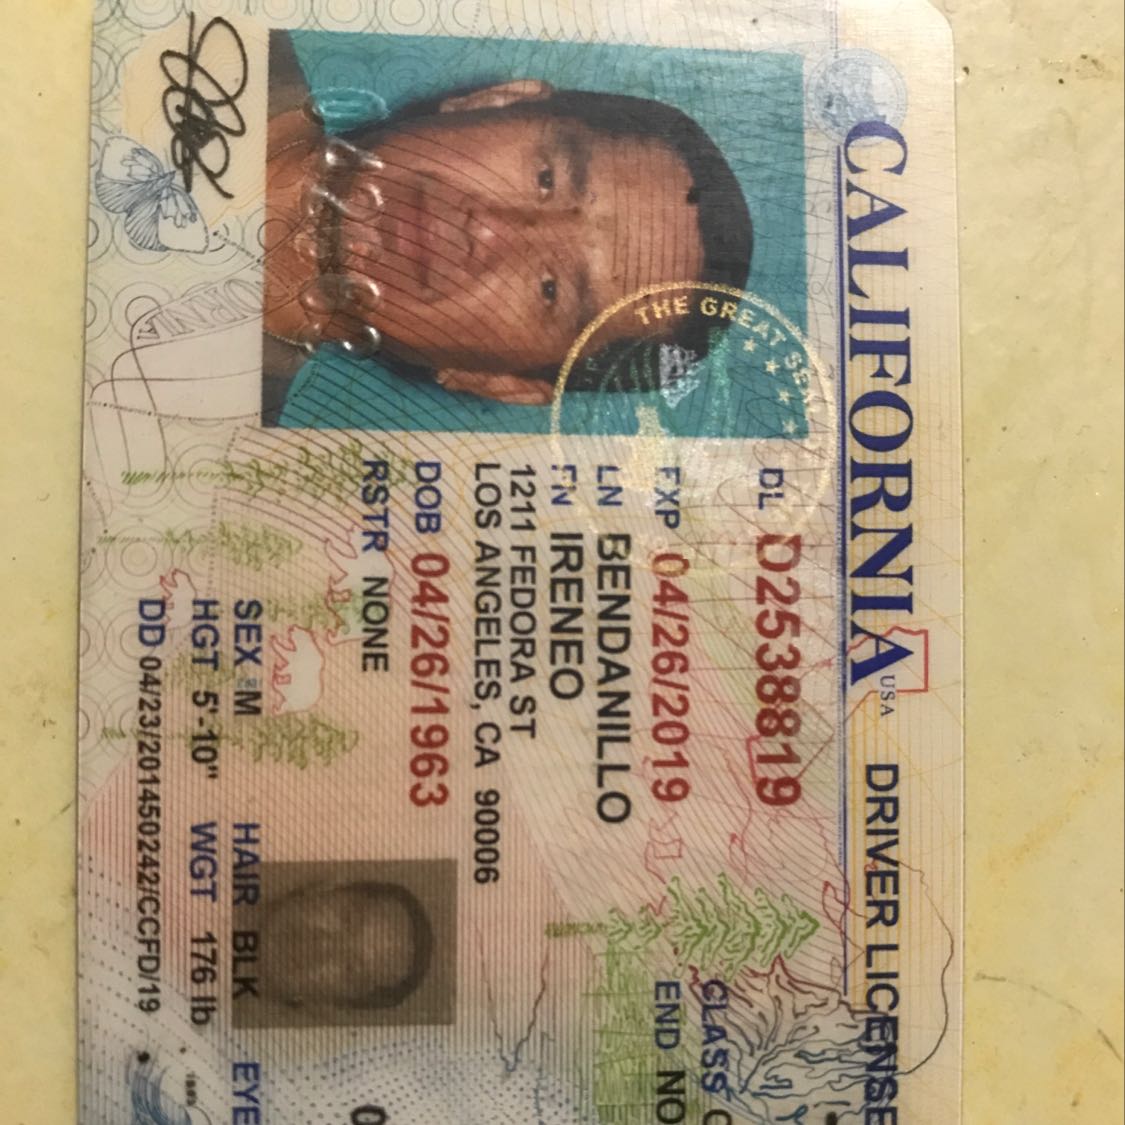 CALIFORNIA USA DRIVER LICENSE
DL D2538819
CLASS C
EXP 04/26/2019
END NO
LN BENDANILLO
FN IRENEO
1211 FEDORA ST
LOS ANGELES, CA 90006
DOB 04/26/1963
RSTR NONE
SEX M HAIR BLK EYE
HGT 5'-10" WGT 176 lb
DD 04/23/201450242/CCFD/19
THE GREAT SEAL